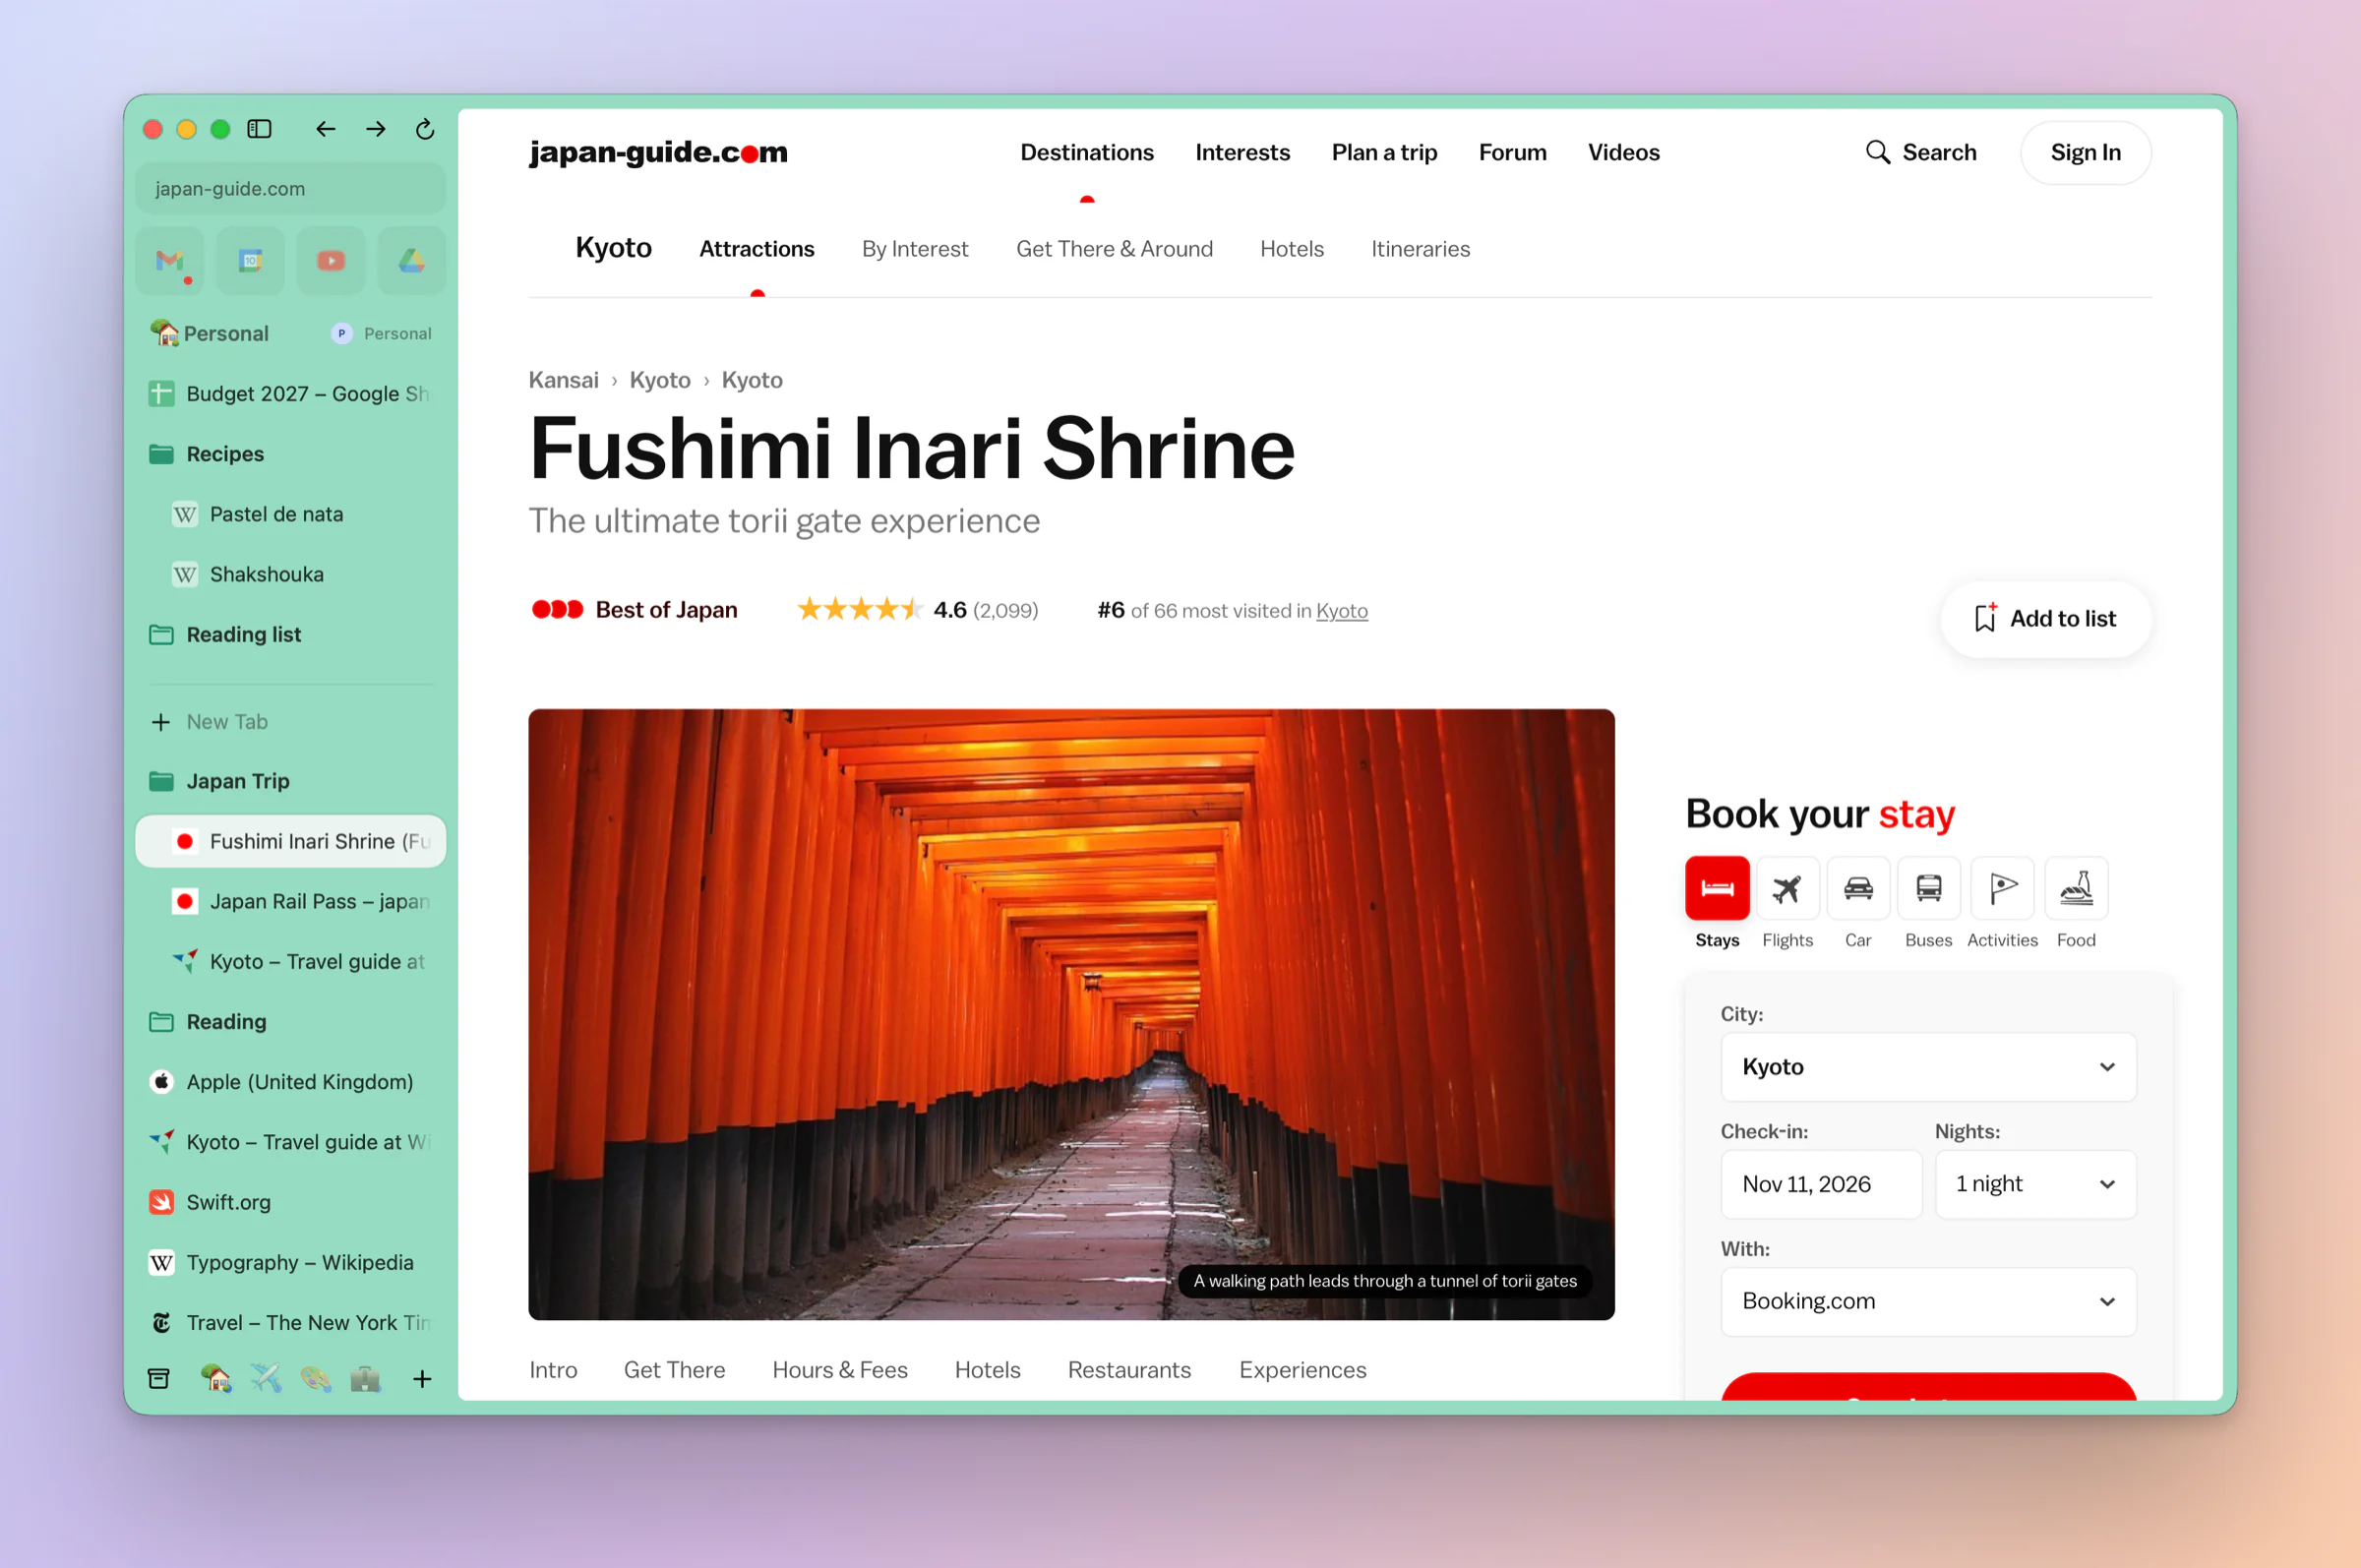 japan-guide.com
Personal
P Personal
Budget 2027 – Google Sh
Recipes
W Pastel de nata
W Shakshouka
Reading list
New Tab
Japan Trip
Fushimi Inari Shrine (Fu
Japan Rail Pass – japan
Kyoto – Travel guide at
Reading
Apple (United Kingdom)
Kyoto – Travel guide at Wi
Swift.org
W Typography – Wikipedia
Travel – The New York Tim
japan-guide.com
Destinations Interests Plan a trip Forum Videos
Search Sign In
Kyoto Attractions By Interest Get There & Around Hotels Itineraries
Kansai › Kyoto › Kyoto
Fushimi Inari Shrine
The ultimate torii gate experience
Best of Japan 4.6 (2,099) #6 of 66 most visited in Kyoto
Add to list
A walking path leads through a tunnel of torii gates
Intro Get There Hours & Fees Hotels Restaurants Experiences
Book your stay
Stays Flights Car Buses Activities Food
City:
Kyoto
Check-in: Nights:
Nov 11, 2026 1 night
With:
Booking.com